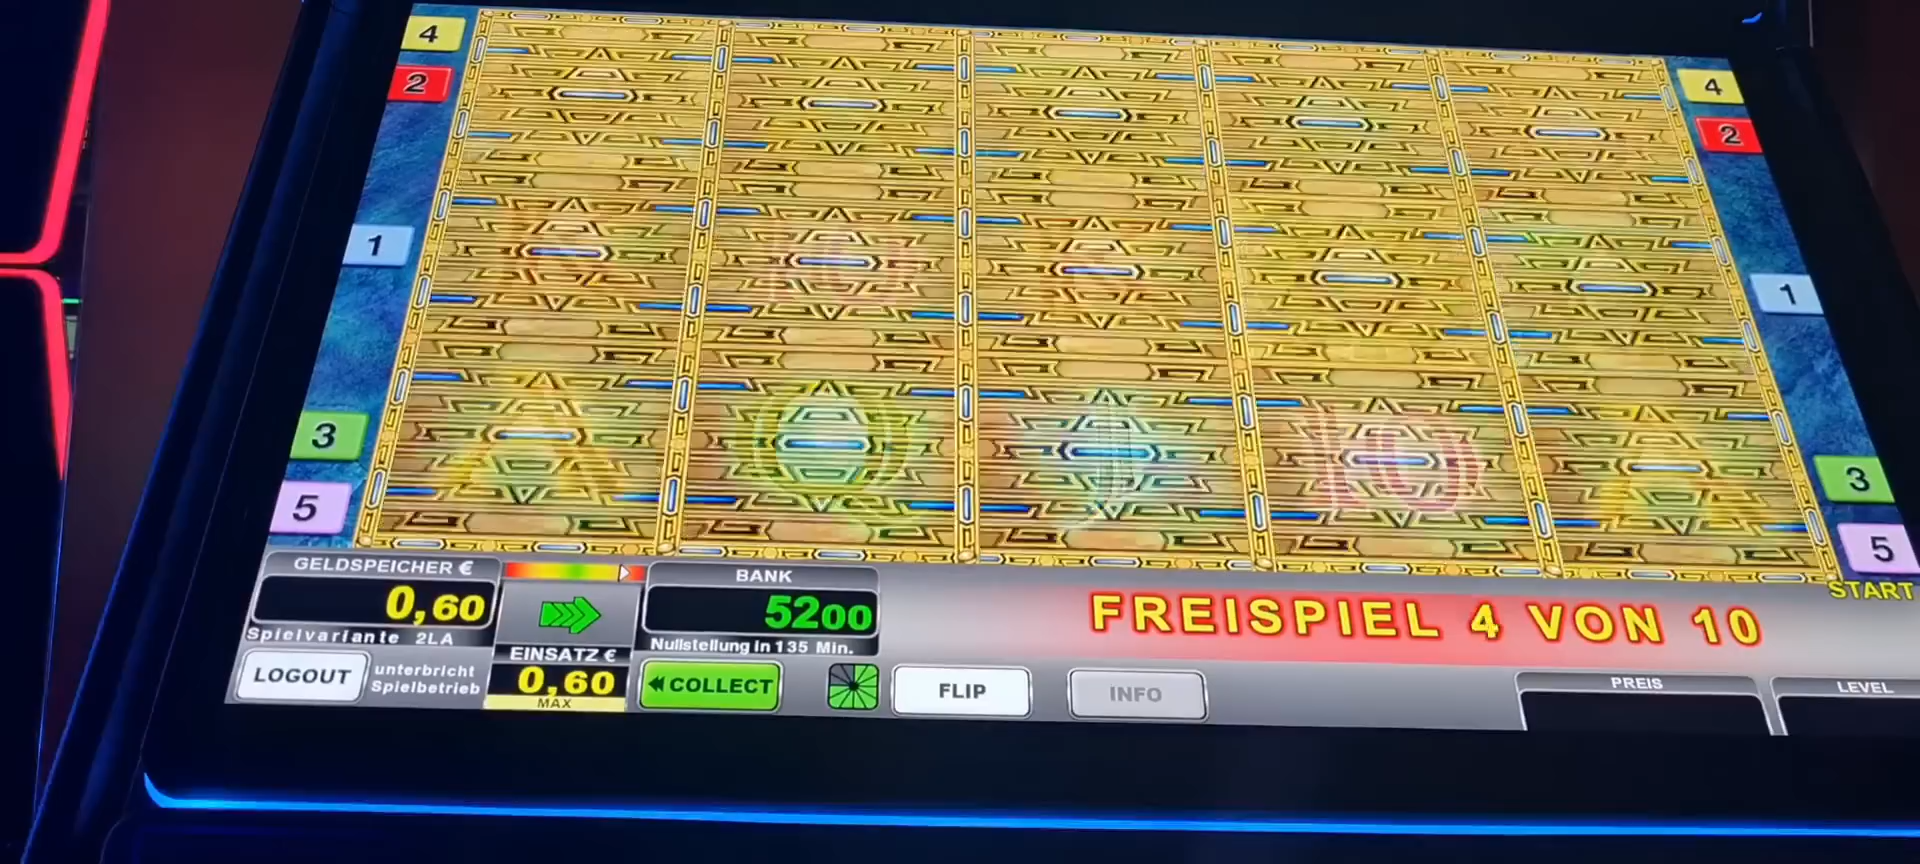 4
4
2
2
1
1
3
3
5
5
10
A
Q
J
10
A
START
GELDSPEICHER €
0,60
Spielvariante 2LA
BANK
5200
Nullstellung in 135 Min.
FREISPIEL 4 VON 10
LOGOUT
unterbricht
Spielbetrieb
EINSATZ €
0,60
MAX
COLLECT
FLIP
INFO
PREIS
LEVEL